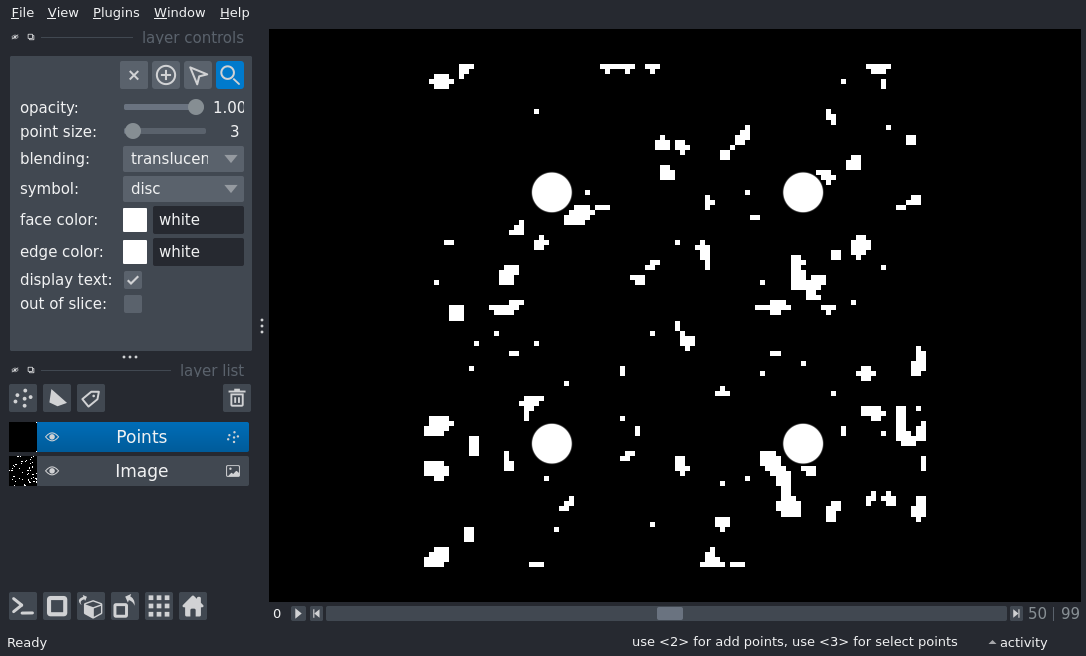 File View Plugins Window Help
layer controls
opacity: 1.00
point size: 3
blending: translucen
symbol: disc
face color: white
edge color: white
display text:
out of slice:
layer list
Points
Image
0 50 99
Ready use <2> for add points, use <3> for select points activity